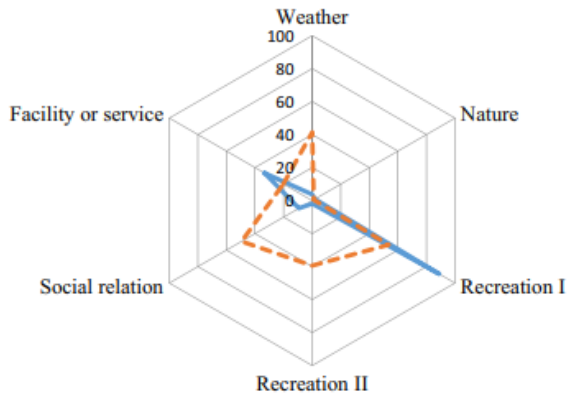 Weather
100
80
Facility or service
Nature
60
40
20
0
Social relation
Recreation I
Recreation II